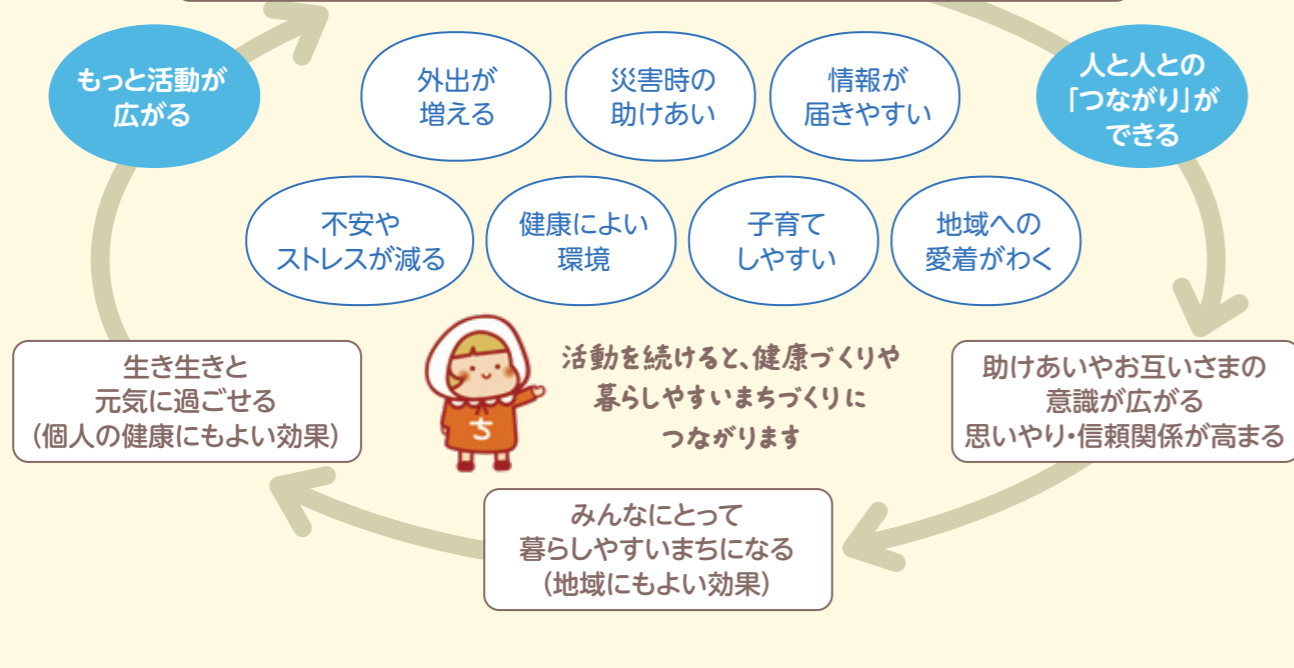 もっと活動が
広がる
外出が
増える
災害時の
助けあい
情報が
届きやすい
人と人との
「つながり」が
できる
不安や
ストレスが減る
健康によい
環境
子育て
しやすい
地域への
愛着がわく
生き生きと
元気に過ごせる
(個人の健康にもよい効果)
ち
活動を続けると、健康づくりや
暮らしやすいまちづくりに
つながります
助けあいやお互いさまの
意識が広がる
思いやり・信頼関係が高まる
みんなにとって
暮らしやすいまちになる
(地域にもよい効果)